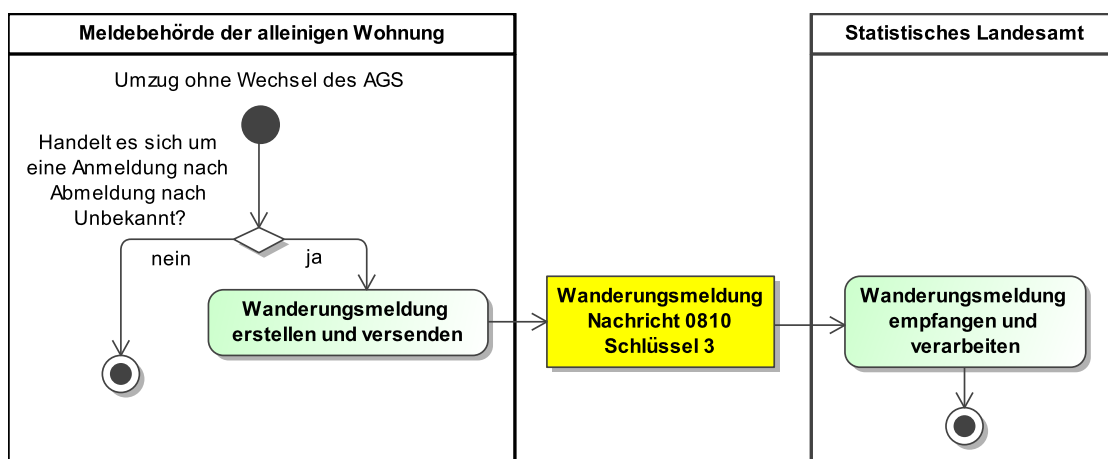 Meldebehörde der alleinigen Wohnung
Statistisches Landesamt
Umzug ohne Wechsel des AGS
Handelt es sich um
eine Anmeldung nach
Abmeldung nach
Unbekannt?
nein
ja
Wanderungsmeldung
erstellen und versenden
Wanderungsmeldung
Nachricht 0810
Schlüssel 3
Wanderungsmeldung
empfangen und
verarbeiten